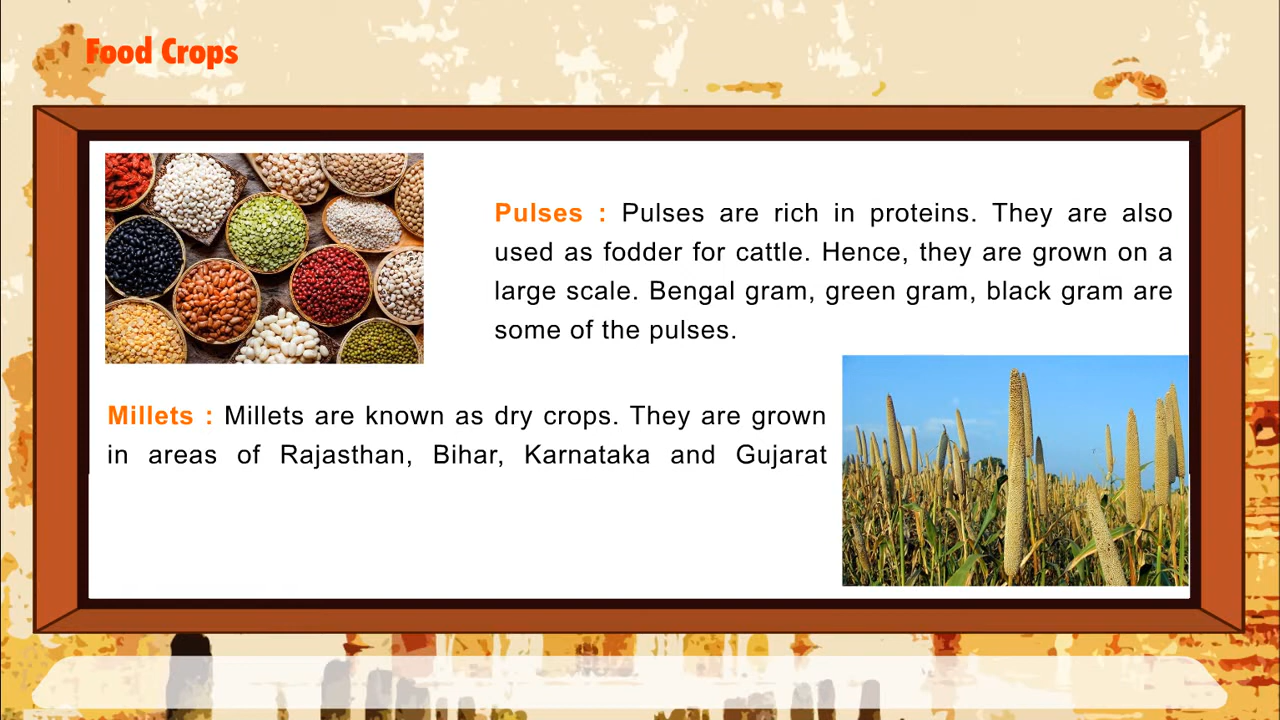 Food Crops
Pulses : Pulses are rich in proteins. They are also
used as fodder for cattle. Hence, they are grown on a
large scale. Bengal gram, green gram, black gram are
some of the pulses.
Millets : Millets are known as dry crops. They are grown
in areas of Rajasthan, Bihar, Karnataka and Gujarat